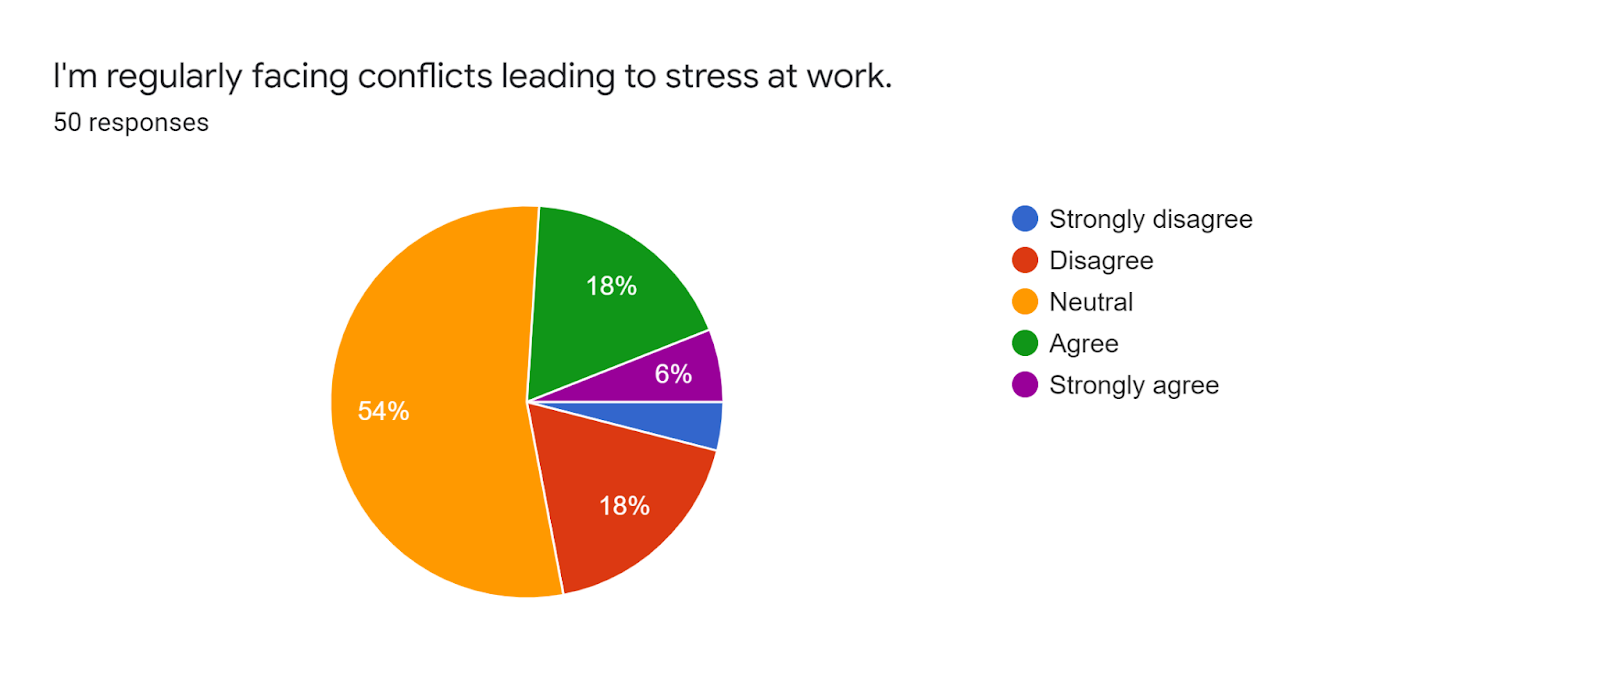 I'm regularly facing conflicts leading to stress at work.
50 responses
18%
6%
54%
18%
Strongly disagree
Disagree
Neutral
Agree
Strongly agree